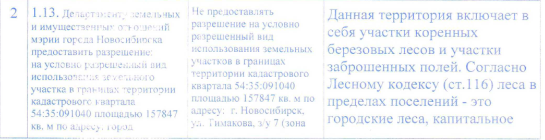 2
1.13. Департаменту земельных
и имущественных отношений
мэрии города Новосибирска
предоставить разрешение:
на условно разрешенный вид
использования земельного
участка в границах территории
кадастрового квартала
54:35:091040
площадью 157847
кв. м по адресу: город
Не предоставлять
разрешение на условно
разрешенный вид
использования земельных
участков в границах
территории кадастрового
квартала 54:35:091040
площадью 157847 кв. м по
адресу: г. Новосибирск,
ул. Тимакова, з/у 7 (зона
Данная территория включает в
себя участки коренных
березовых лесов и участки
заброшенных полей. Согласно
Лесному кодексу (ст.116) леса в
пределах поселений - это
городские леса, капитальное